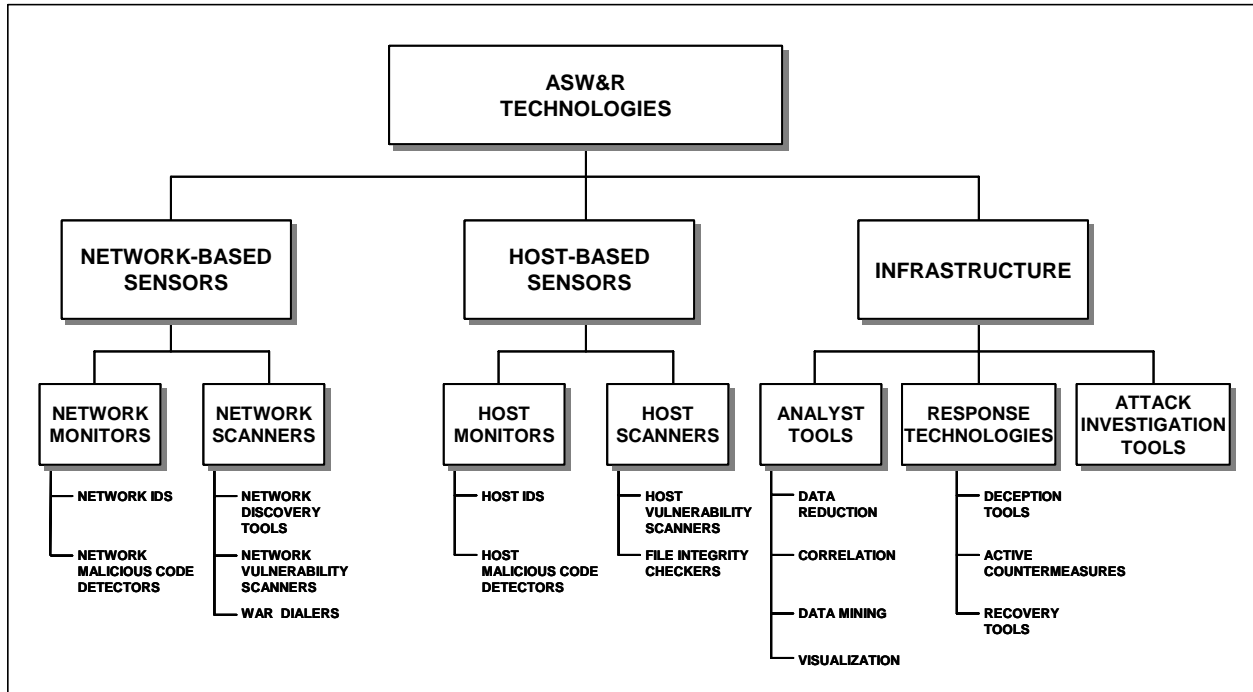 ASW&R
TECHNOLOGIES
NETWORK-BASED
SENSORS
HOST-BASED
SENSORS
INFRASTRUCTURE
NETWORK
MONITORS
NETWORK
SCANNERS
HOST
MONITORS
HOST
SCANNERS
ANALYST
TOOLS
RESPONSE
TECHNOLOGIES
ATTACK
INVESTIGATION
TOOLS
NETWORK IDS
NETWORK
MALICIOUS CODE
DETECTORS
NETWORK
DISCOVERY
TOOLS
NETWORK
VULNERABILITY
SCANNERS
WAR DIALERS
HOST IDS
HOST
MALICIOUS CODE
DETECTORS
HOST
VULNERABILITY
SCANNERS
FILE INTEGRITY
CHECKERS
DATA
REDUCTION
CORRELATION
DATA MINING
VISUALIZATION
DECEPTION
TOOLS
ACTIVE
COUNTERMEASURES
RECOVERY
TOOLS